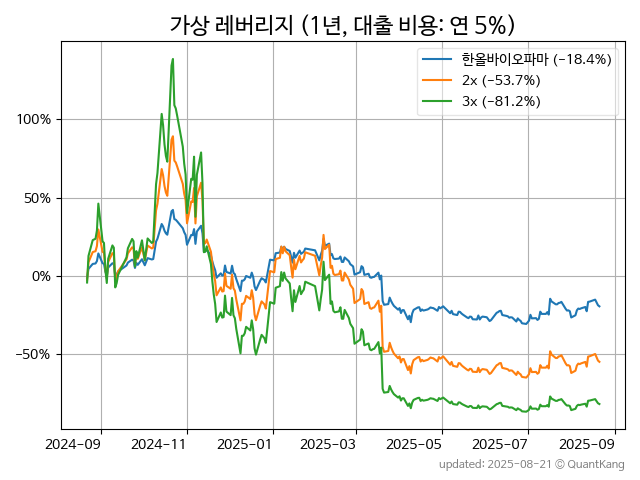 가상 레버리지 (1년, 대출 비용: 연 5%)
한올바이오파마 (−18.4%)
2x (−53.7%)
3x (−81.2%)
100%
50%
0%
−50%
2024−09 2024−11 2025−01 2025−03 2025−05 2025−07 2025−09
updated: 2025-08-21 © QuantKang